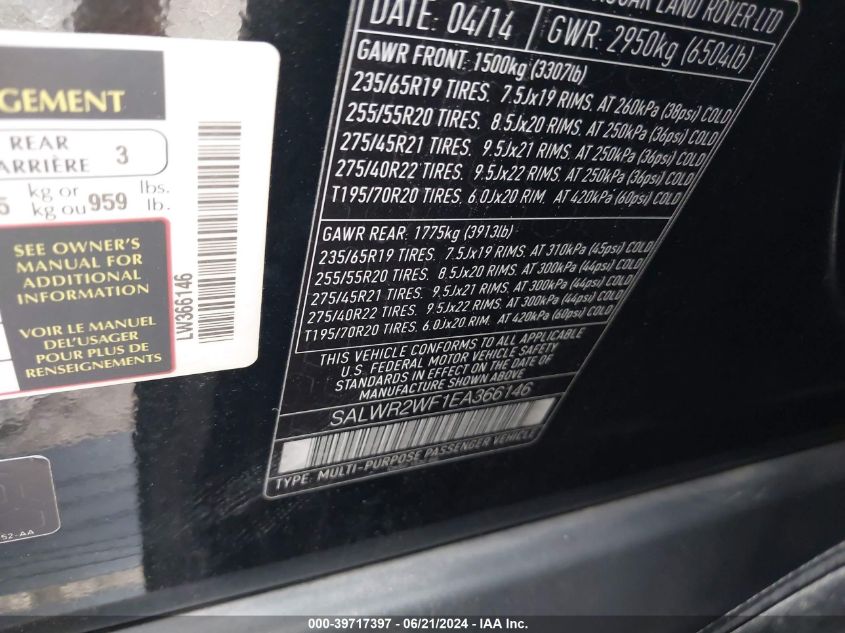 GEMENT
REAR
ARRIÈRE 3
5 kg or 959 lbs.
kg ou lb.
SEE OWNER'S
MANUAL FOR
ADDITIONAL
INFORMATION
VOIR LE MANUEL
DEL'USAGER
POUR PLUS DE
RENSEIGNEMENTS
LW366146
52-AA
LAND ROVER LTD
DATE: 04/14 GWR: 2950kg (6504lb)
GAWR FRONT: 1500kg (3307lb)
235/65R19 TIRES. 7.5Jx19 RIMS. AT 260kPa (38psi) COLD
255/55R20 TIRES. 8.5Jx20 RIMS. AT 250kPa (36psi) COLD
275/45R21 TIRES. 9.5Jx21 RIMS. AT 250kPa (36psi) COLD
275/40R22 TIRES. 9.5Jx22 RIMS. AT 250kPa (36psi) COLD
T195/70R20 TIRES. 6.0Jx20 RIM. AT 420kPa (60psi) COLD
GAWR REAR: 1775kg (3913lb)
235/65R19 TIRES. 7.5Jx19 RIMS. AT 310kPa (45psi) COLD
255/55R20 TIRES. 8.5Jx20 RIMS. AT 300kPa (44psi) COLD
275/45R21 TIRES. 9.5Jx21 RIMS. AT 300kPa (44psi) COLD
275/40R22 TIRES. 9.5Jx22 RIMS. AT 300kPa (44psi) COLD
T195/70R20 TIRES. 6.0Jx20 RIM. AT 420kPa (60psi) COLD
THIS VEHICLE CONFORMS TO ALL APPLICABLE
U.S. FEDERAL MOTOR VEHICLE SAFETY
STANDARDS IN EFFECT ON THE DATE OF
MANUFACTURE SHOWN ABOVE
SALWR2WF1EA366146
TYPE: MULTI-PURPOSE PASSENGER VEHICLE
000-39717397 - 06/21/2024 - IAA Inc.